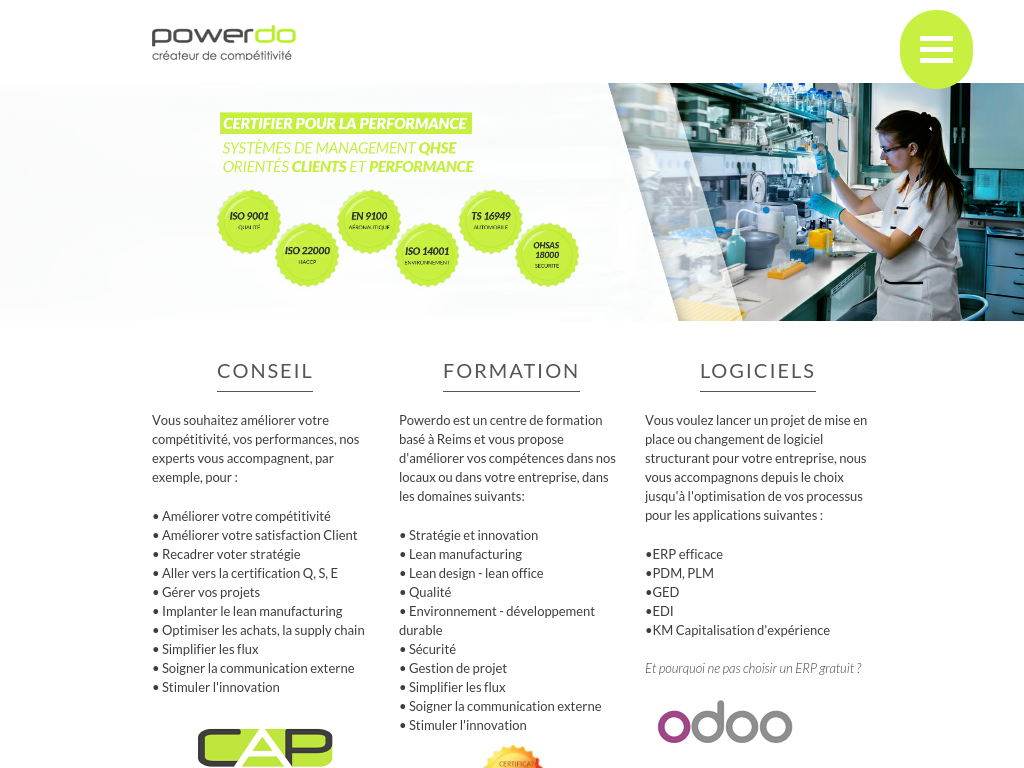 powerdo
créateur de compétitivité
CERTIFIER POUR LA PERFORMANCE
SYSTÈMES DE MANAGEMENT QHSE
ORIENTÉS CLIENTS ET PERFORMANCE
ISO 9001
QUALITÉ
ISO 22000
HACCP
EN 9100
AÉRONAUTIQUE
ISO 14001
ENVIRONNEMENT
TS 16949
AUTOMOBILE
OHSAS
18000
SECURITE
CONSEIL
Vous souhaitez améliorer votre
compétitivité, vos performances, nos
experts vous accompagnent, par
exemple, pour :
• Améliorer votre compétitivité
• Améliorer votre satisfaction Client
• Recadrer voter stratégie
• Aller vers la certification Q, S, E
• Gérer vos projets
• Implanter le lean manufacturing
• Optimiser les achats, la supply chain
• Simplifier les flux
• Soigner la communication externe
• Stimuler l'innovation
CAP
FORMATION
Powerdo est un centre de formation
basé à Reims et vous propose
d'améliorer vos compétences dans nos
locaux ou dans votre entreprise, dans
les domaines suivants:
• Stratégie et innovation
• Lean manufacturing
• Lean design - lean office
• Qualité
• Environnement - développement
durable
• Sécurité
• Gestion de projet
• Simplifier les flux
• Soigner la communication externe
• Stimuler l'innovation
CERTIFICAT
LOGICIELS
Vous voulez lancer un projet de mise en
place ou changement de logiciel
structurant pour votre entreprise, nous
vous accompagnons depuis le choix
jusqu'à l'optimisation de vos processus
pour les applications suivantes :
•ERP efficace
•PDM, PLM
•GED
•EDI
•KM Capitalisation d'expérience
Et pourquoi ne pas choisir un ERP gratuit ?
odoo